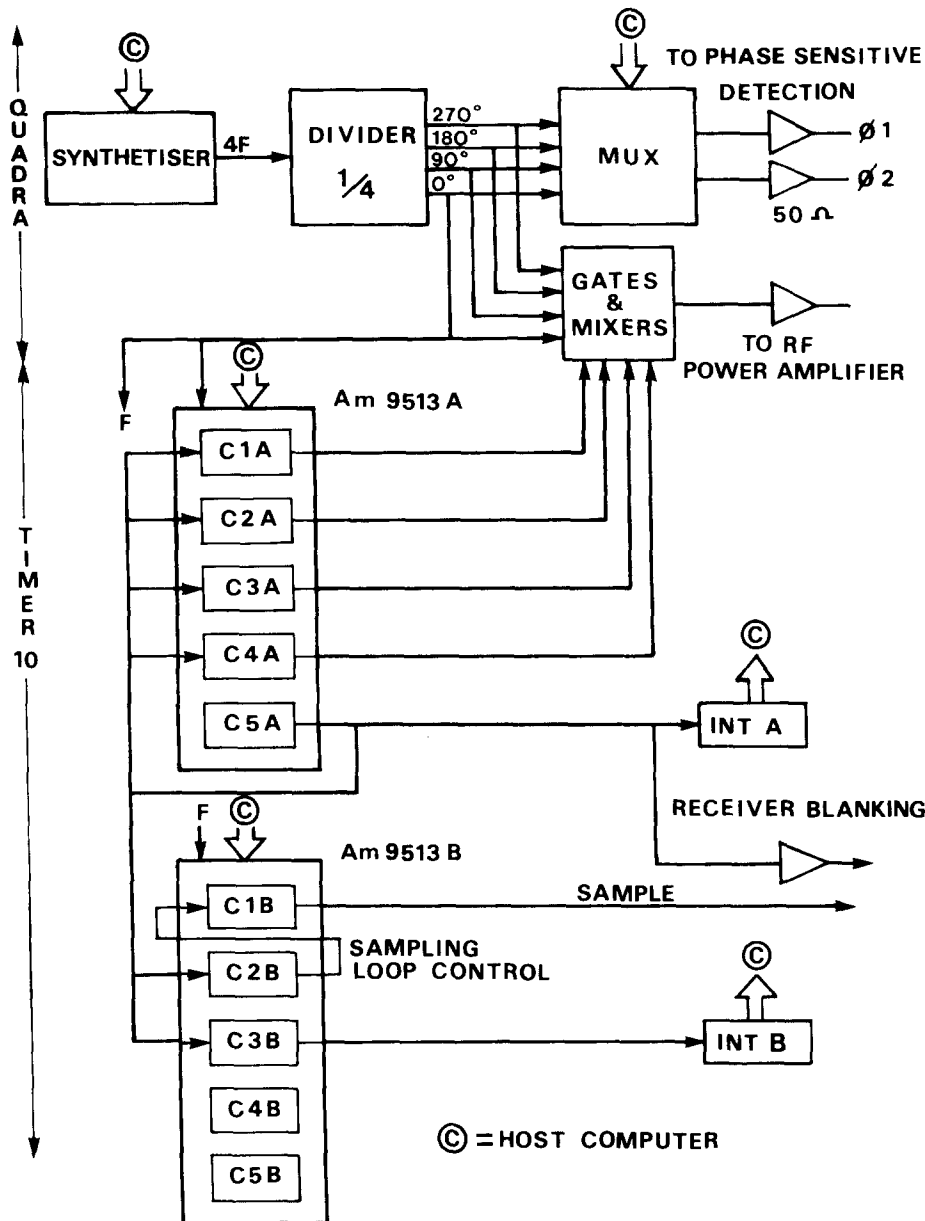 ©
©
TO PHASE SENSITIVE
DETECTION
QUADRA
SYNTHETISER
4F
DIVIDER
1/4
270°
180°
90°
0°
MUX
Ø1
Ø2
50 Ω
GATES
&
MIXERS
TO RF
POWER AMPLIFIER
F
©
Am 9513 A
TIMER 10
C1A
C2A
C3A
C4A
C5A
©
INT A
RECEIVER BLANKING
F
©
Am 9513 B
C1B
SAMPLE
SAMPLING
LOOP CONTROL
C2B
©
C3B
INT B
C4B
© = HOST COMPUTER
C5B